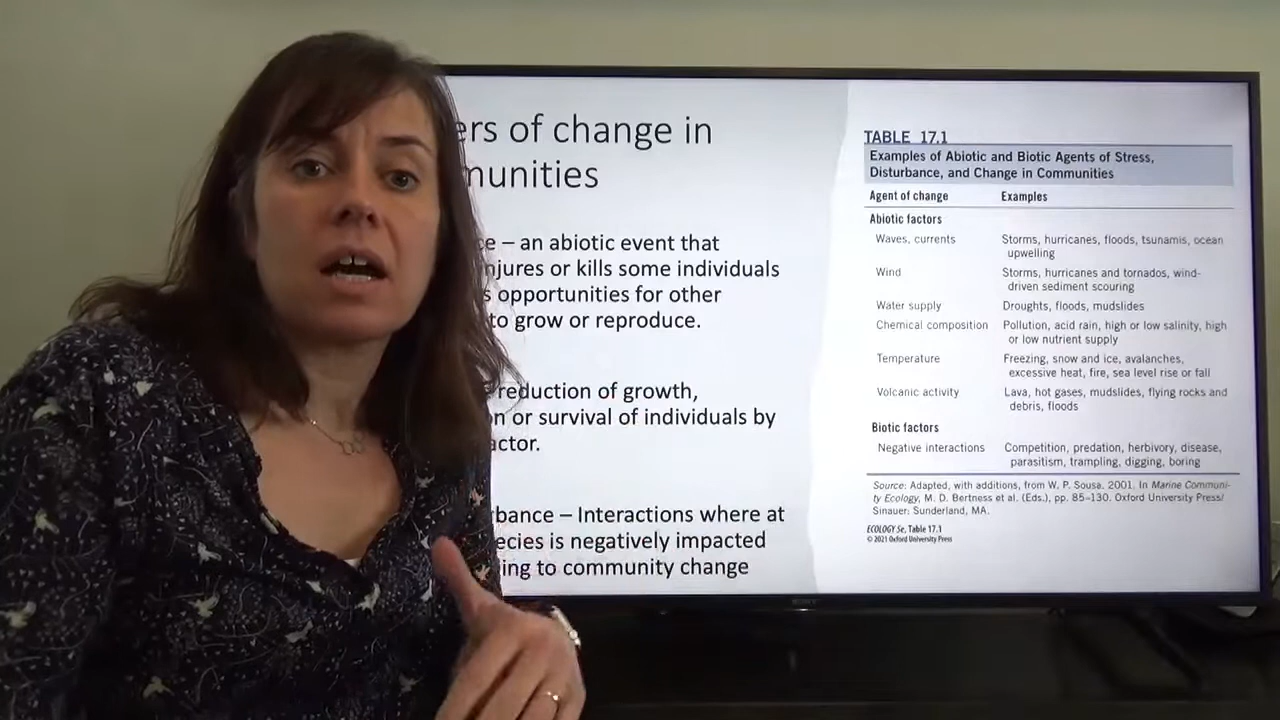 ers of change in
munities
ce – an abiotic event that
njures or kills some individuals
s opportunities for other
to grow or reproduce.
reduction of growth,
n or survival of individuals by
actor.
rbance – Interactions where at
ecies is negatively impacted
ing to community change
TABLE 17.1
Examples of Abiotic and Biotic Agents of Stress,
Disturbance, and Change in Communities
Agent of change Examples
Abiotic factors
Waves, currents Storms, hurricanes, floods, tsunamis, ocean
upwelling
Wind Storms, hurricanes and tornados, wind-
driven sediment scouring
Water supply Droughts, floods, mudslides
Chemical composition Pollution, acid rain, high or low salinity, high
or low nutrient supply
Temperature Freezing, snow and ice, avalanches,
excessive heat, fire, sea level rise or fall
Volcanic activity Lava, hot gases, mudslides, flying rocks and
debris, floods
Biotic factors
Negative interactions Competition, predation, herbivory, disease,
parasitism, trampling, digging, boring
Source: Adapted, with additions, from W. P. Sousa. 2001. In Marine Communi-
ty Ecology, M. D. Bertness et al. (Eds.), pp. 85–130. Oxford University Press/
Sinauer: Sunderland, MA.
ECOLOGY 5e, Table 17.1
© 2021 Oxford University Press
SONY